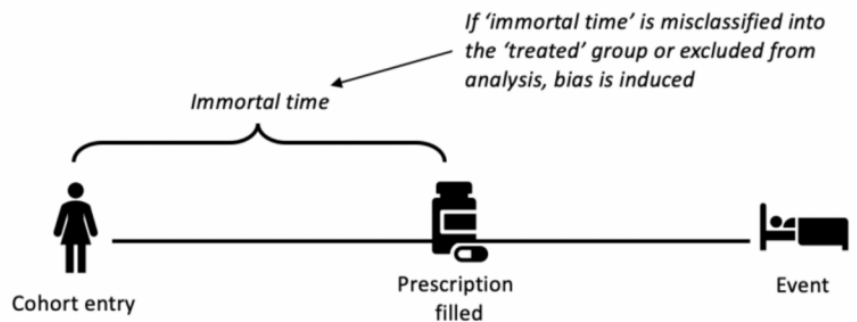 If ‘immortal time’ is misclassified into
the ‘treated’ group or excluded from
analysis, bias is induced
Immortal time
Cohort entry
Prescription
filled
Event